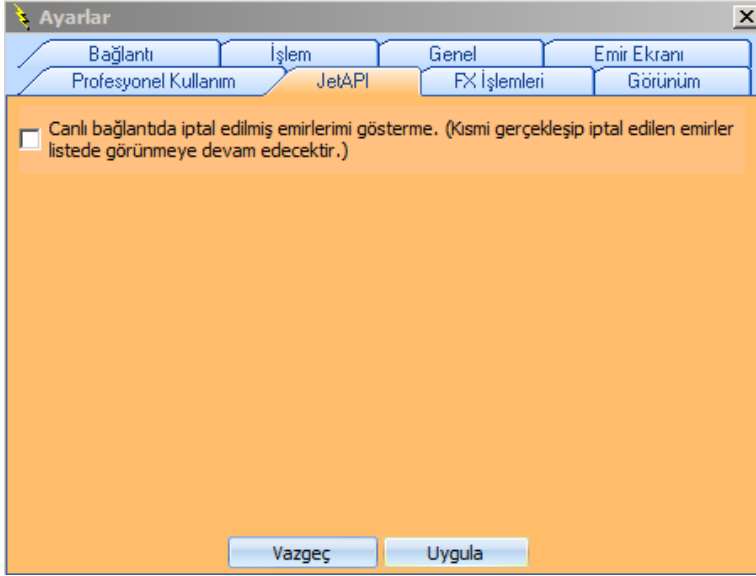 Ayarlar
Bağlantı İşlem Genel Emir Ekranı
Profesyonel Kullanım JetAPI FX İşlemleri Görünüm
Canlı bağlantıda iptal edilmiş emirlerimi gösterme. (Kısmi gerçekleşip iptal edilen emirler
listede görünmeye devam edecektir.)
Vazgeç Uygula